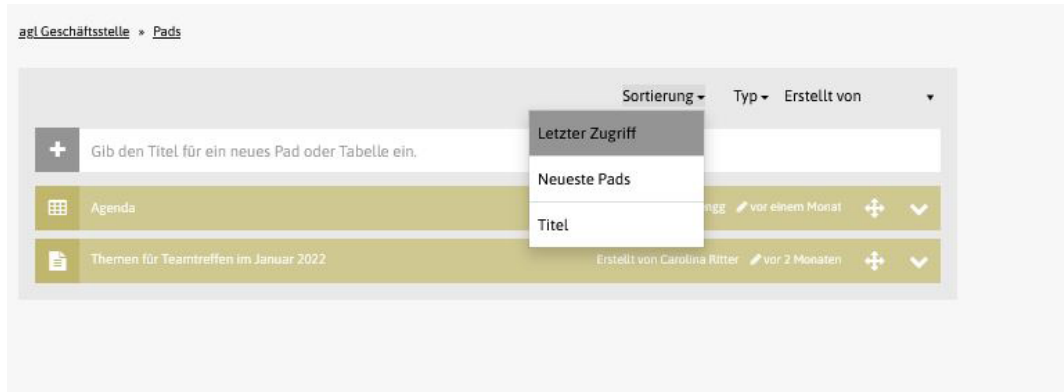 agl Geschäftsstelle » Pads
Sortierung Typ Erstellt von
Letzter Zugriff
Gib den Titel für ein neues Pad oder Tabelle ein.
Neueste Pads
Agenda vor einem Monat
Titel
Themen für Teamtreffen im Januar 2022 Erstellt von Carolina Ritter vor 2 Monaten